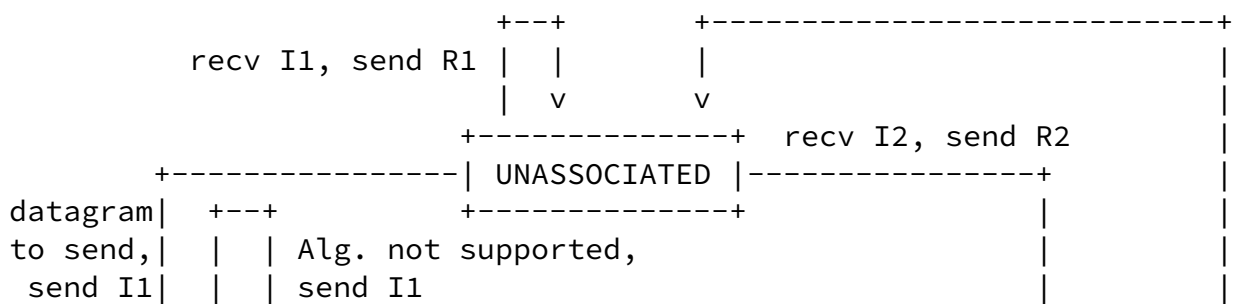 +--+       +----------------------------+
            recv I1, send R1 |  |       |                            |
                             |  v       v                            |
                           +--------------+  recv I2, send R2        |
          +----------------| UNASSOCIATED |----------------+         |
datagram|  +--+          +--------------+                |         |
to send,|  |  | Alg. not supported,                      |         |
 send I1|  |  | send I1                                  |         |